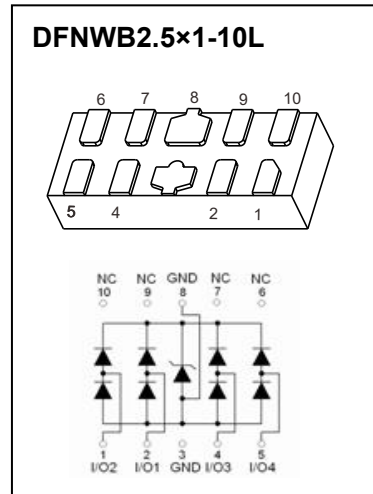 DFNWB2.5×1-10L
6 7 8 9 10
5 4 2 1
NC NC GND NC NC
10 9 8 7 6
1 2 3 4 5
I/O2 I/O1 GND I/O3 I/O4